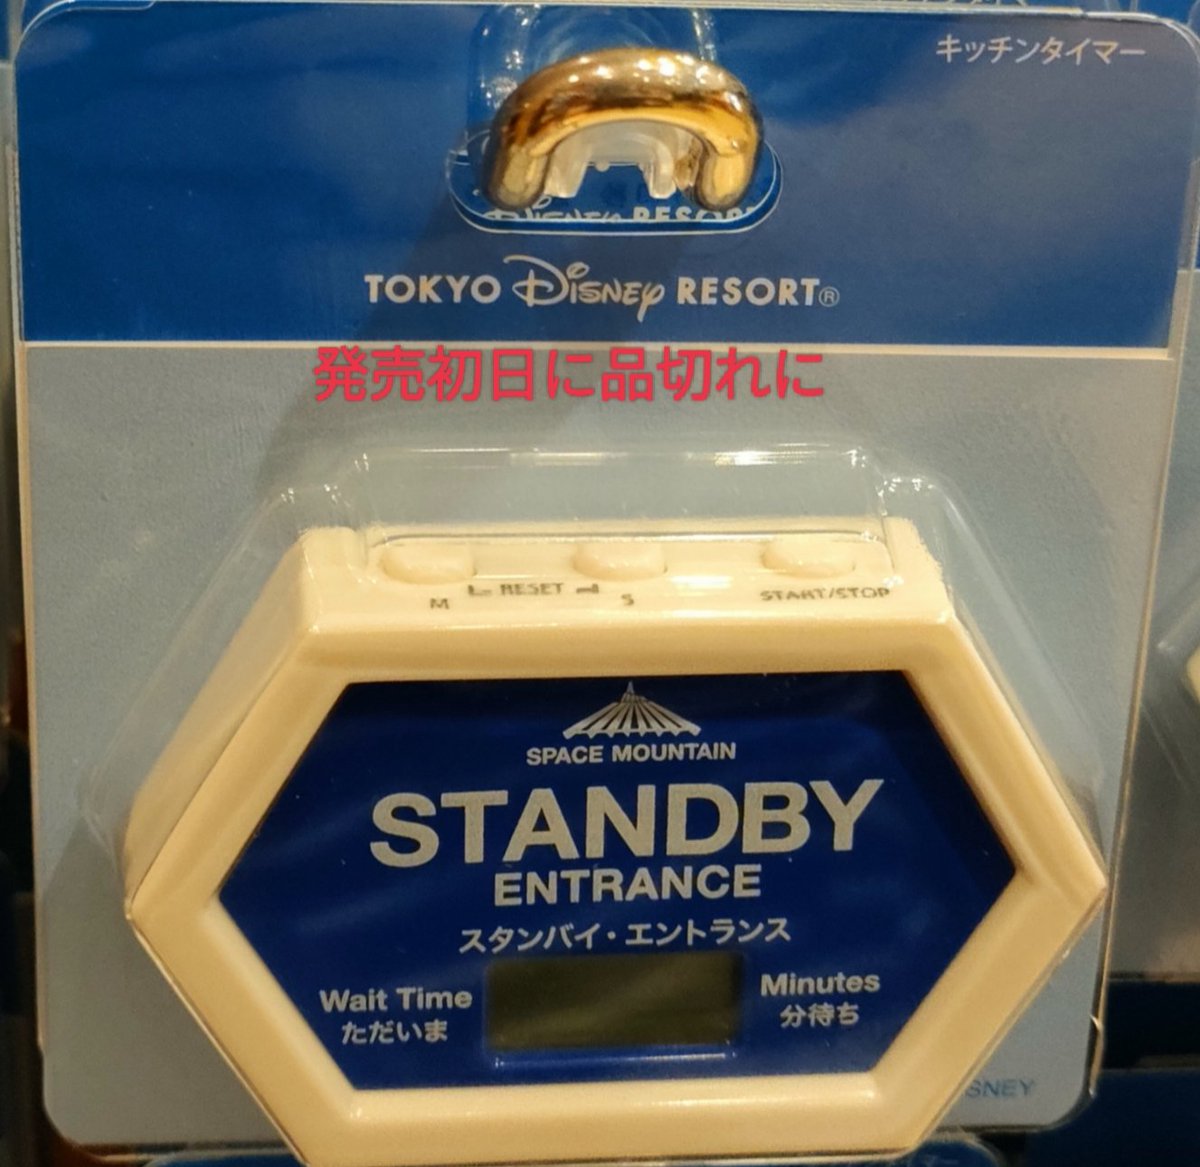 キッチンタイマー
TOKYO Disney RESORT®
発売初日に品切れに
M RESET S START/STOP
SPACE MOUNTAIN
STANDBY
ENTRANCE
スタンバイ・エントランス
Wait Time Minutes
ただいま 分待ち